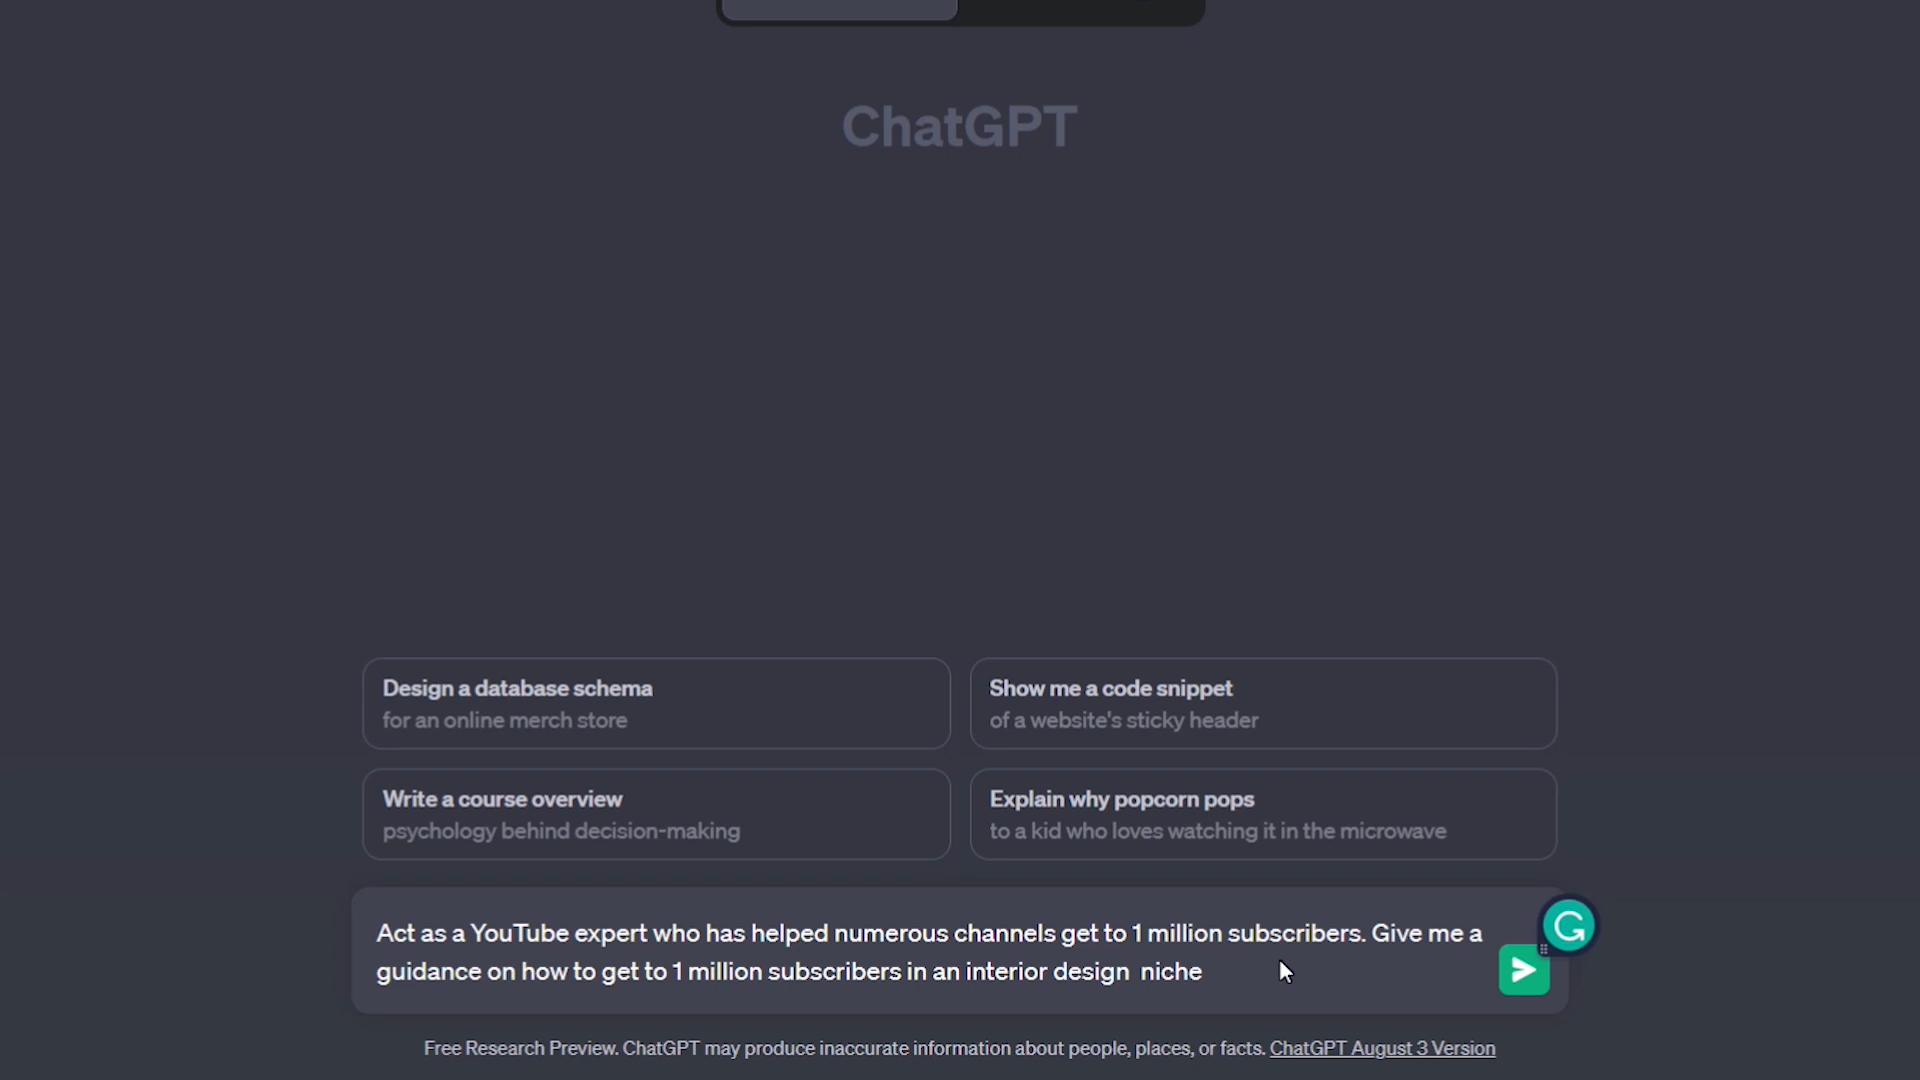 ChatGPT
Design a database schema
for an online merch store
Show me a code snippet
of a website's sticky header
Write a course overview
psychology behind decision-making
Explain why popcorn pops
to a kid who loves watching it in the microwave
Act as a YouTube expert who has helped numerous channels get to 1 million subscribers. Give me a
guidance on how to get to 1 million subscribers in an interior design  niche
Free Research Preview. ChatGPT may produce inaccurate information about people, places, or facts. ChatGPT August 3 Version